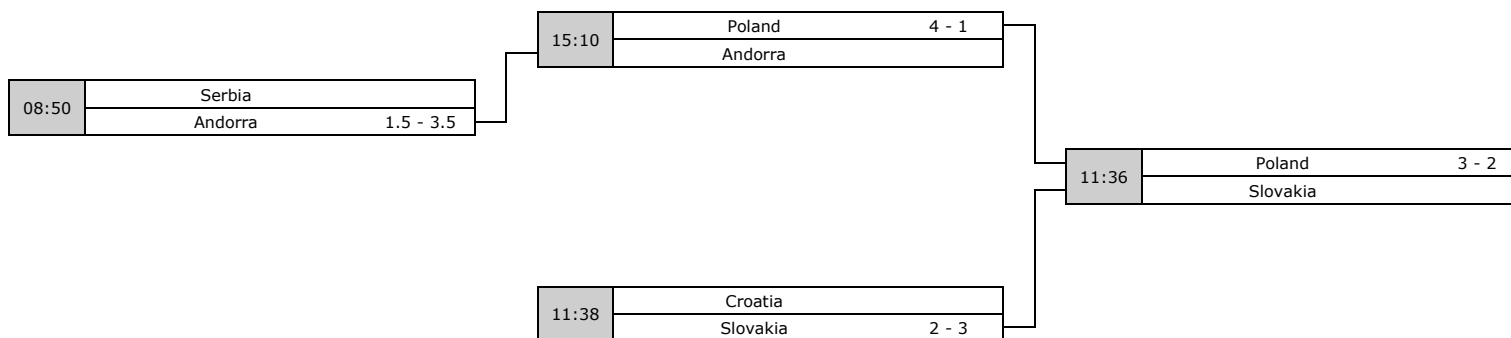 15:10
Poland 4 - 1
Andorra
08:50
Serbia
Andorra 1.5 - 3.5
11:36
Poland 3 - 2
Slovakia
11:38
Croatia
Slovakia 2 - 3